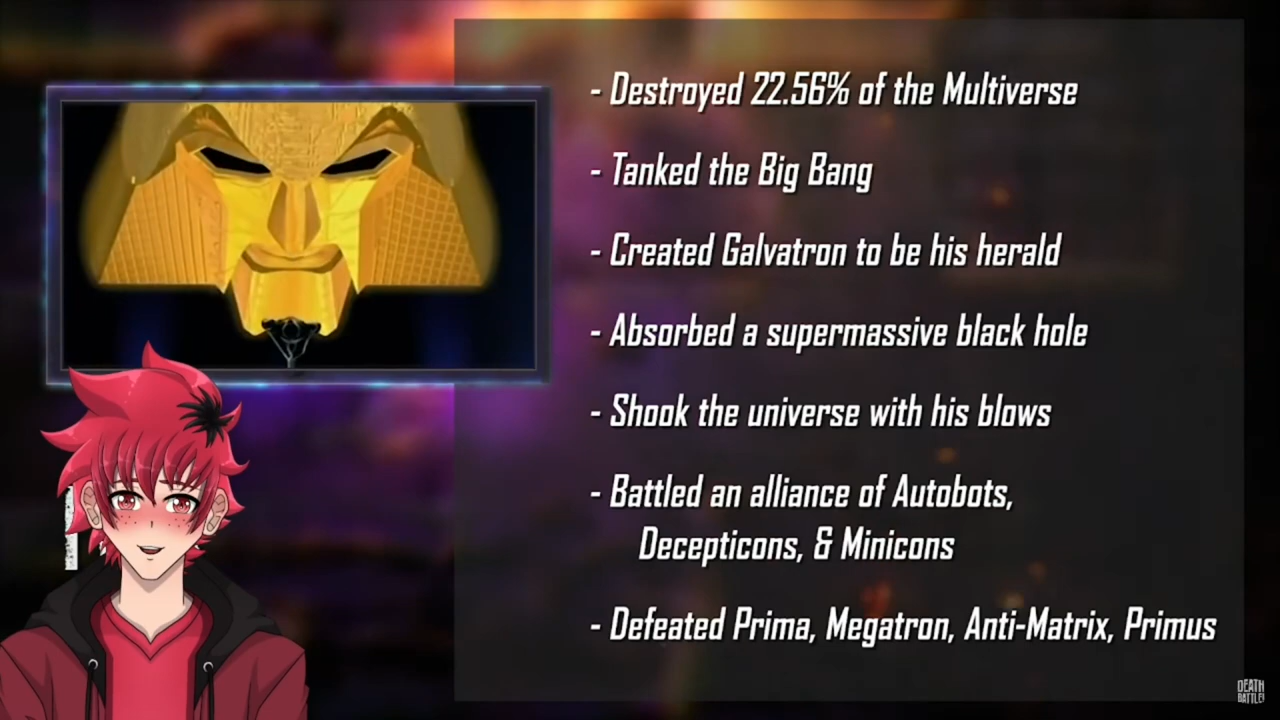 - Destroyed 22.56% of the Multiverse
- Tanked the Big Bang
- Created Galvatron to be his herald
- Absorbed a supermassive black hole
- Shook the universe with his blows
- Battled an alliance of Autobots,
Decepticons, & Minicons
- Defeated Prima, Megatron, Anti-Matrix, Primus
DEATH
BATTLE!